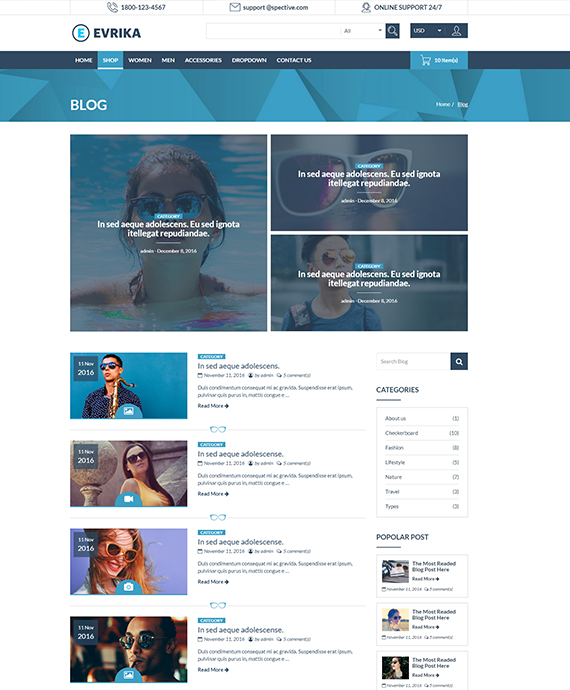 1800-123-4567
support @spective.com
ONLINE SUPPORT 24/7
E EVRIKA
All
USD
HOME SHOP WOMEN MEN ACCESSORIES DROPDOWN CONTACT US
10 Item(s)
BLOG
Home / Blog
CATEGORY
In sed aeque adolescens. Eu sed ignota
itellegat repudiandae.
admin - December 8, 2016
CATEGORY
In sed aeque adolescens. Eu sed ignota
itellegat repudiandae.
admin - December 8, 2016
CATEGORY
In sed aeque adolescens. Eu sed ignota
itellegat repudiandae.
admin - December 8, 2016
11 Nov
2016
CATEGORY
In sed aeque adolescens.
November 11, 2016 by admin 5 comment(s)
Duis condimentum consequat mi ac gravida. Suspendisse erat ipsum,
pulvinar quis purus in, mattis congue e ...
Read More
11 Nov
2016
CATEGORY
In sed aeque adolescense.
November 11, 2016 by admin 5 comment(s)
Duis condimentum consequat mi ac gravida. Suspendisse erat ipsum,
pulvinar quis purus in, mattis congue e ...
Read More
11 Nov
2016
CATEGORY
In sed aeque adolescense.
November 11, 2016 by admin 5 comment(s)
Duis condimentum consequat mi ac gravida. Suspendisse erat ipsum,
pulvinar quis purus in, mattis congue e ...
Read More
11 Nov
2016
CATEGORY
In sed aeque adolescense.
November 11, 2016 by admin 5 comment(s)
Duis condimentum consequat mi ac gravida. Suspendisse erat ipsum,
pulvinar quis purus in, mattis congue e ...
Read More
Search Blog
CATEGORIES
About us (1)
Checkerboard (10)
Fashion (8)
Lifestyle (5)
Nature (7)
Travel (3)
Types (3)
POPOLAR POST
The Most Readed
Blog Post Here
Read More
November 11, 2016 5 comment(s)
The Most Readed
Blog Post Here
Read More
November 11, 2016 5 comment(s)
The Most Readed
Blog Post Here
Read More